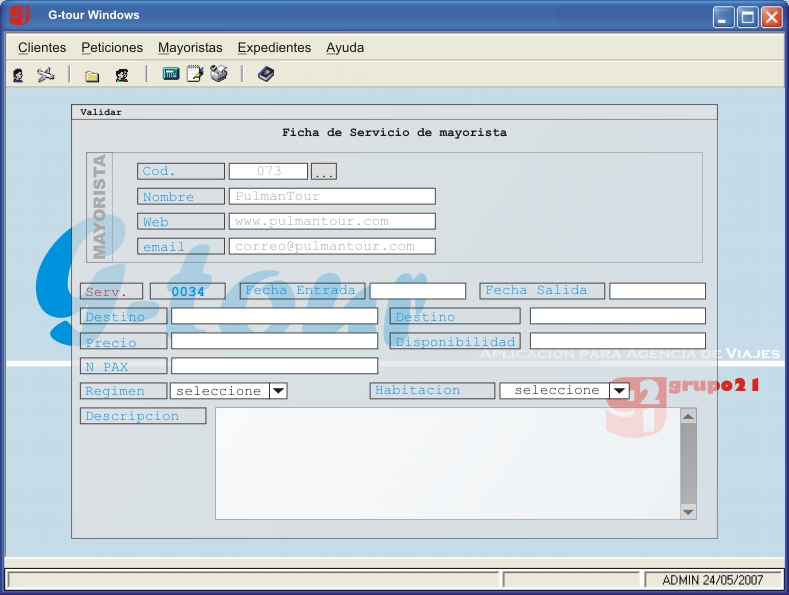 G-tour Windows
Clientes Peticiones Mayoristas Expedientes Ayuda
Validar
Ficha de Servicio de mayorista
MAYORISTA
Cod. 073 ...
Nombre PulmanTour
Web www.pulmantour.com
email correo@pulmantour.com
G-tour
Serv. 0034 Fecha Entrada Fecha Salida
Destino Destino
Precio Disponibilidad
APLICACION PARA AGENCIA DE VIAJES
N PAX
Regimen seleccione Habitacion seleccione
g21 grupo21
Descripcion
ADMIN 24/05/2007